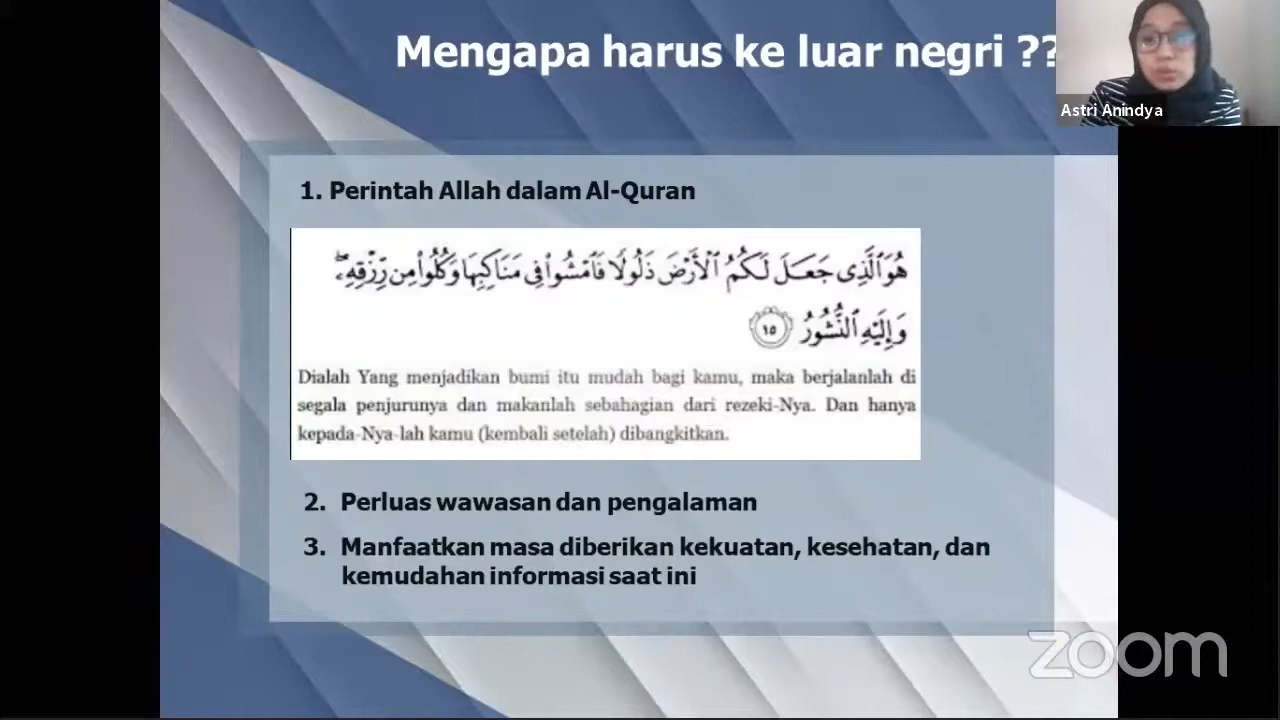 Mengapa harus ke luar negri ??
Astri Anindya
1. Perintah Allah dalam Al-Quran
هُوَ ٱلَّذِى جَعَلَ لَكُمُ ٱلْأَرْضَ ذَلُولًا فَٱمْشُوا۟ فِى مَنَاكِبِهَا وَكُلُوا۟ مِن رِّزْقِهِۦ ۖ
وَإِلَيْهِ ٱلنُّشُورُ ١٥
Dialah Yang menjadikan bumi itu mudah bagi kamu, maka berjalanlah di
segala penjurunya dan makanlah sebahagian dari rezeki-Nya. Dan hanya
kepada-Nya-lah kamu (kembali setelah) dibangkitkan.
2. Perluas wawasan dan pengalaman
3. Manfaatkan masa diberikan kekuatan, kesehatan, dan
kemudahan informasi saat ini
zoom